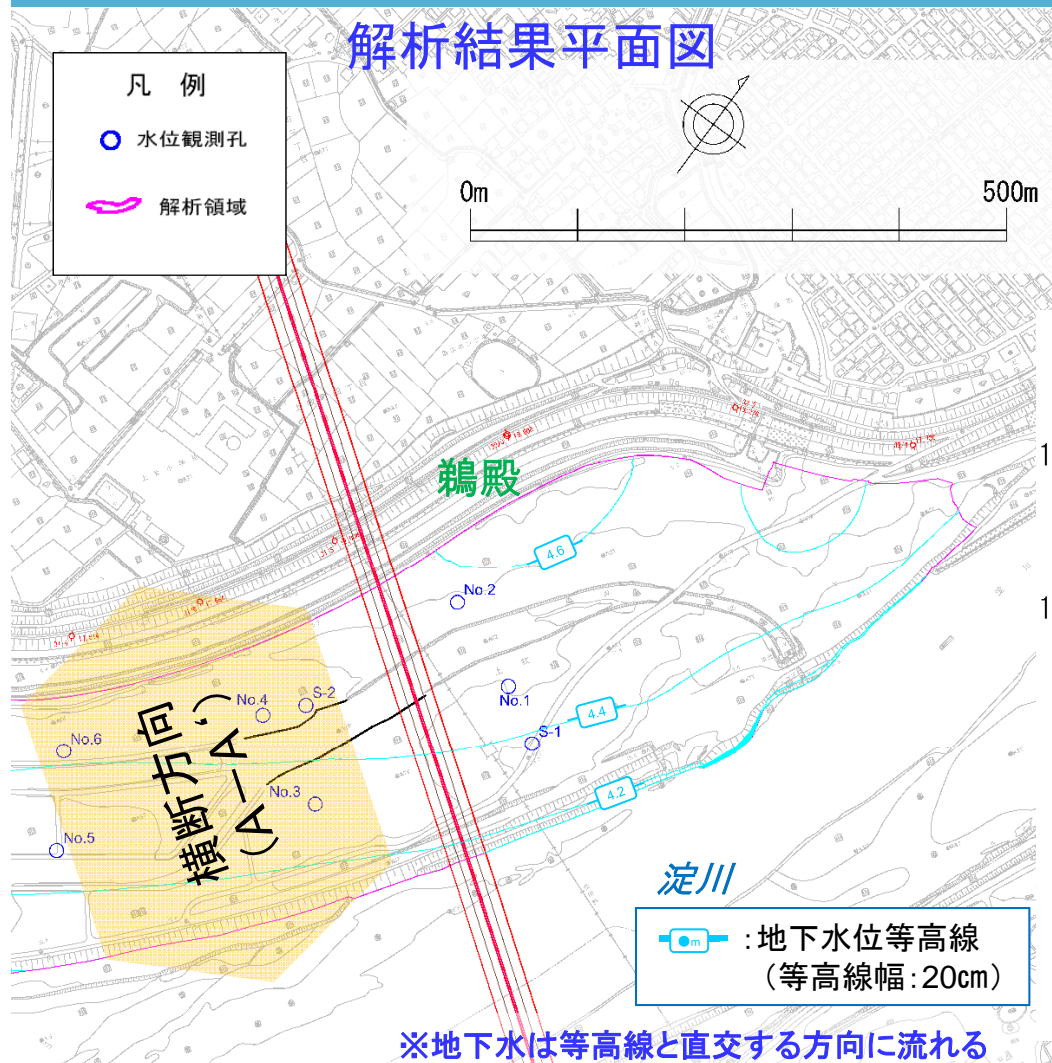 解析結果平面図
凡 例
水位観測孔
解析領域
0m
500m
鵜殿
4.6
No.2
No.1
S-1
4.4
4.2
S-2
No.4
No.6
No.3
No.5
横断方向
(A－A‘)
1
1
淀川
●m
：地下水位等高線
（等高線幅：20㎝）
※地下水は等高線と直交する方向に流れる